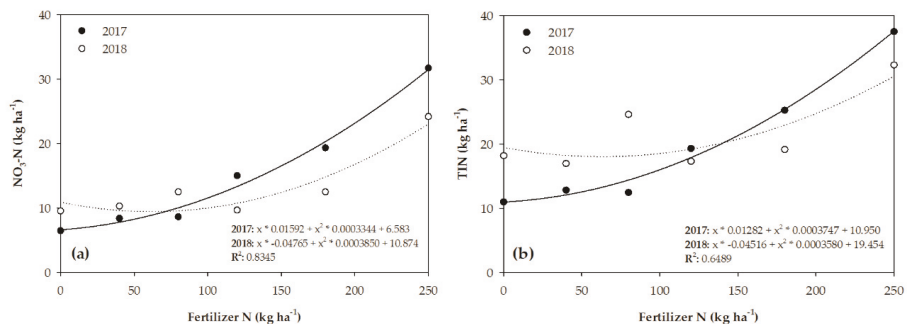 40
30
20
10
0
NO₃-N (kg ha⁻¹)
2017
2018
(a)
2017: x * 0.01592 + x² * 0.0003344 + 6.583
2018: x * -0.04765 + x² * 0.0003850 + 10.874
R²: 0.8345
0 50 100 150 200 250
Fertilizer N (kg ha⁻¹)
40
30
20
10
0
TIN (kg ha⁻¹)
2017
2018
(b)
2017: x * 0.01282 + x² * 0.0003747 + 10.950
2018: x * -0.04516 + x² * 0.0003580 + 19.454
R²: 0.6489
0 50 100 150 200 250
Fertilizer N (kg ha⁻¹)